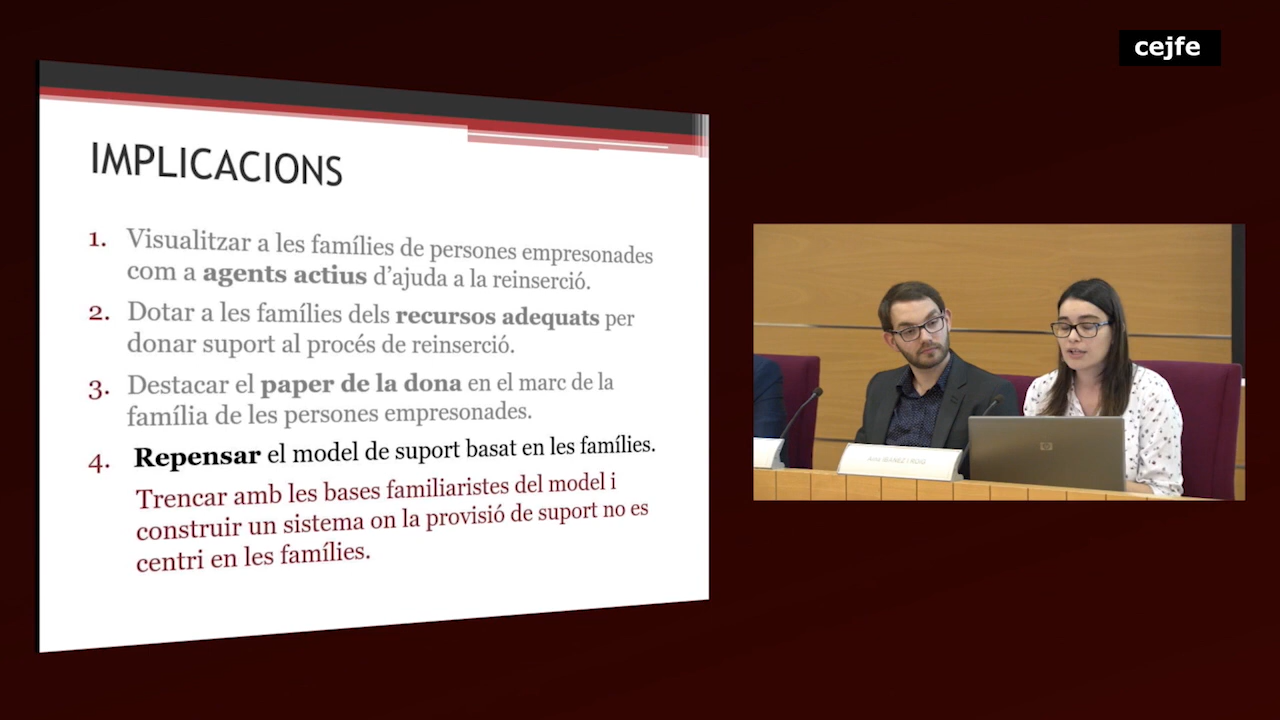 cejfe
IMPLICACIONS
1. Visualitzar a les famílies de persones empresonades
com a agents actius d'ajuda a la reinserció.
2. Dotar a les famílies dels recursos adequats per
donar suport al procés de reinserció.
3. Destacar el paper de la dona en el marc de la
família de les persones empresonades.
4. Repensar el model de suport basat en les famílies.
Trencar amb les bases familiaristes del model i
construir un sistema on la provisió de suport no es
centri en les famílies.